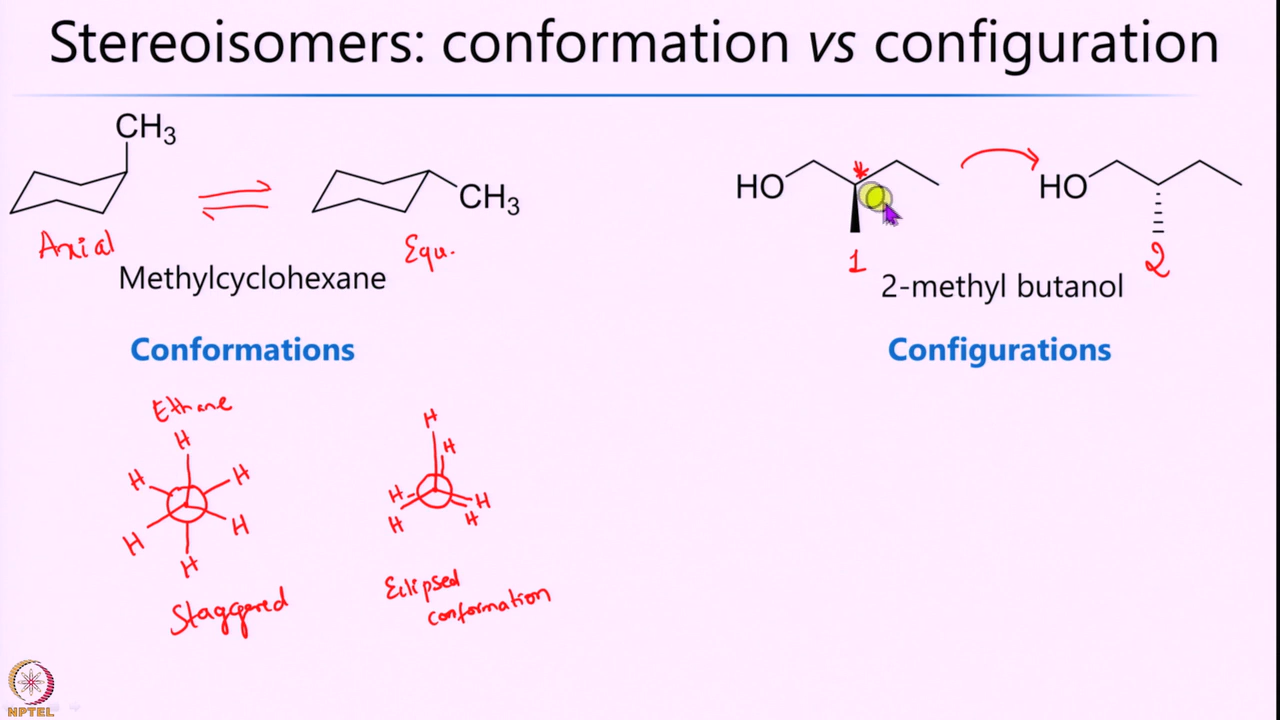 Stereoisomers: conformation vs configuration
CH3
CH3
Axial
Equ.
Methylcyclohexane
Conformations
Ethane
H
H
H
H
H
H
Staggered
H
H
H
H
H
H
Eclipsed
conformation
HO
*
1
HO
2
2-methyl butanol
Configurations
NPTEL